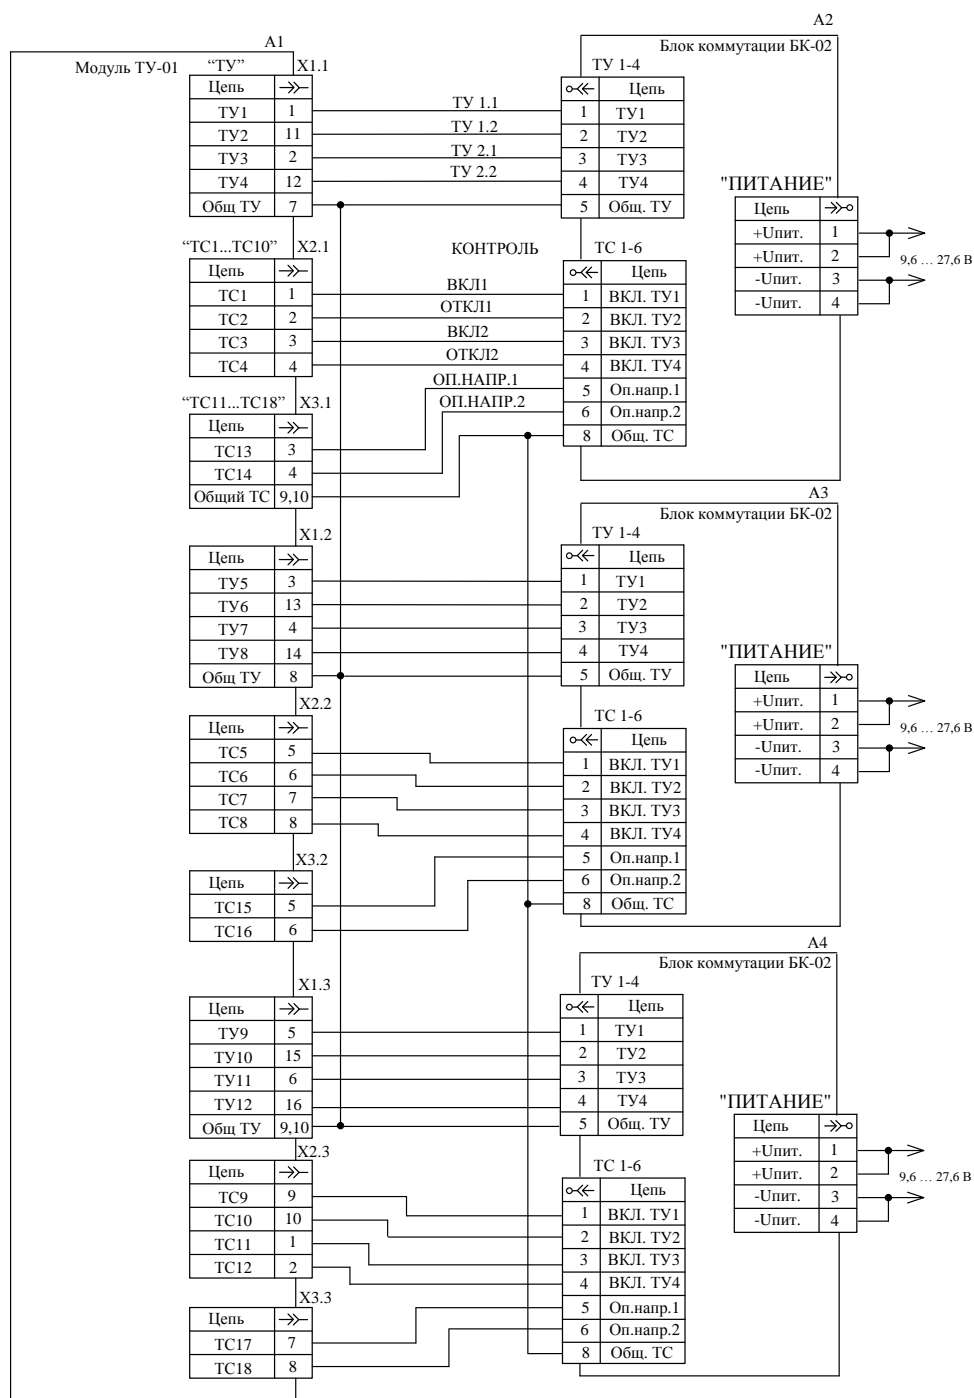 А1
Модуль ТУ-01
“ТУ”
X1.1
Цепь
ТУ1 1
ТУ2 11
ТУ3 2
ТУ4 12
Общ ТУ 7
“ТС1...ТС10”
X2.1
Цепь
ТС1 1
ТС2 2
ТС3 3
ТС4 4
“ТС11...ТС18”
X3.1
Цепь
ТС13 3
ТС14 4
Общий ТС 9,10
X1.2
Цепь
ТУ5 3
ТУ6 13
ТУ7 4
ТУ8 14
Общ ТУ 8
X2.2
Цепь
ТС5 5
ТС6 6
ТС7 7
ТС8 8
X3.2
Цепь
ТС15 5
ТС16 6
X1.3
Цепь
ТУ9 5
ТУ10 15
ТУ11 6
ТУ12 16
Общ ТУ 9,10
X2.3
Цепь
ТС9 9
ТС10 10
ТС11 1
ТС12 2
X3.3
Цепь
ТС17 7
ТС18 8
ТУ 1.1
ТУ 1.2
ТУ 2.1
ТУ 2.2
КОНТРОЛЬ
ВКЛ1
ОТКЛ1
ВКЛ2
ОТКЛ2
ОП.НАПР.1
ОП.НАПР.2
А2
Блок коммутации БК-02
ТУ 1-4
Цепь
1 ТУ1
2 ТУ2
3 ТУ3
4 ТУ4
5 Общ. ТУ
ТС 1-6
Цепь
1 ВКЛ. ТУ1
2 ВКЛ. ТУ2
3 ВКЛ. ТУ3
4 ВКЛ. ТУ4
5 Оп.напр.1
6 Оп.напр.2
8 Общ. ТС
"ПИТАНИЕ"
Цепь
+Uпит. 1
+Uпит. 2
-Uпит. 3
-Uпит. 4
9,6 ... 27,6 В
А3
Блок коммутации БК-02
ТУ 1-4
Цепь
1 ТУ1
2 ТУ2
3 ТУ3
4 ТУ4
5 Общ. ТУ
ТС 1-6
Цепь
1 ВКЛ. ТУ1
2 ВКЛ. ТУ2
3 ВКЛ. ТУ3
4 ВКЛ. ТУ4
5 Оп.напр.1
6 Оп.напр.2
8 Общ. ТС
"ПИТАНИЕ"
Цепь
+Uпит. 1
+Uпит. 2
-Uпит. 3
-Uпит. 4
9,6 ... 27,6 В
А4
Блок коммутации БК-02
ТУ 1-4
Цепь
1 ТУ1
2 ТУ2
3 ТУ3
4 ТУ4
5 Общ. ТУ
ТС 1-6
Цепь
1 ВКЛ. ТУ1
2 ВКЛ. ТУ2
3 ВКЛ. ТУ3
4 ВКЛ. ТУ4
5 Оп.напр.1
6 Оп.напр.2
8 Общ. ТС
"ПИТАНИЕ"
Цепь
+Uпит. 1
+Uпит. 2
-Uпит. 3
-Uпит. 4
9,6 ... 27,6 В